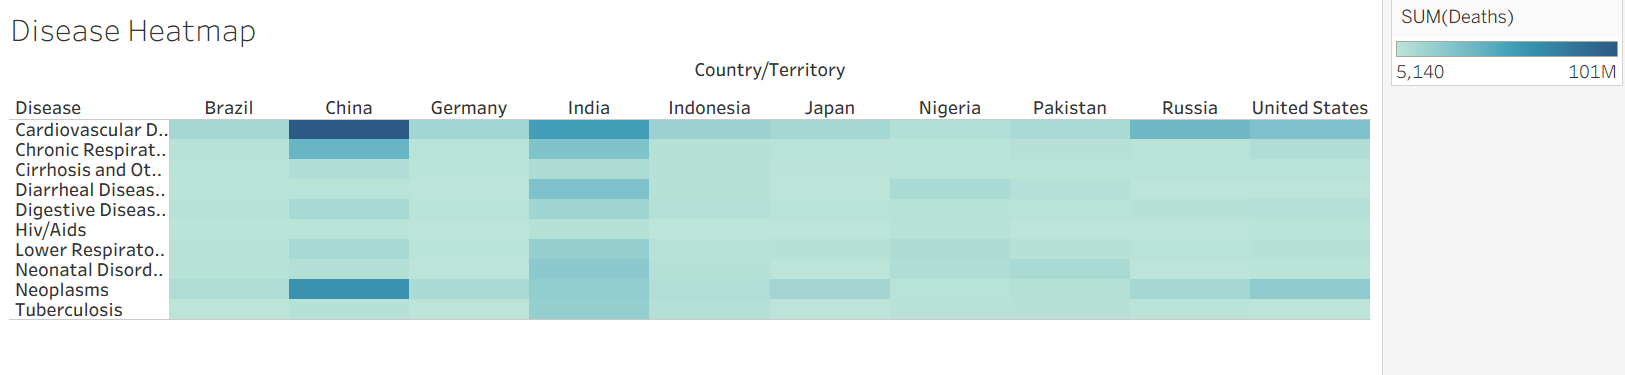 Disease Heatmap
SUM(Deaths)
5,140 101M
Country/Territory
Disease Brazil China Germany India Indonesia Japan Nigeria Pakistan Russia United States
Cardiovascular D..
Chronic Respirat..
Cirrhosis and Ot..
Diarrheal Diseas..
Digestive Diseas..
Hiv/Aids
Lower Respirato..
Neonatal Disord..
Neoplasms
Tuberculosis